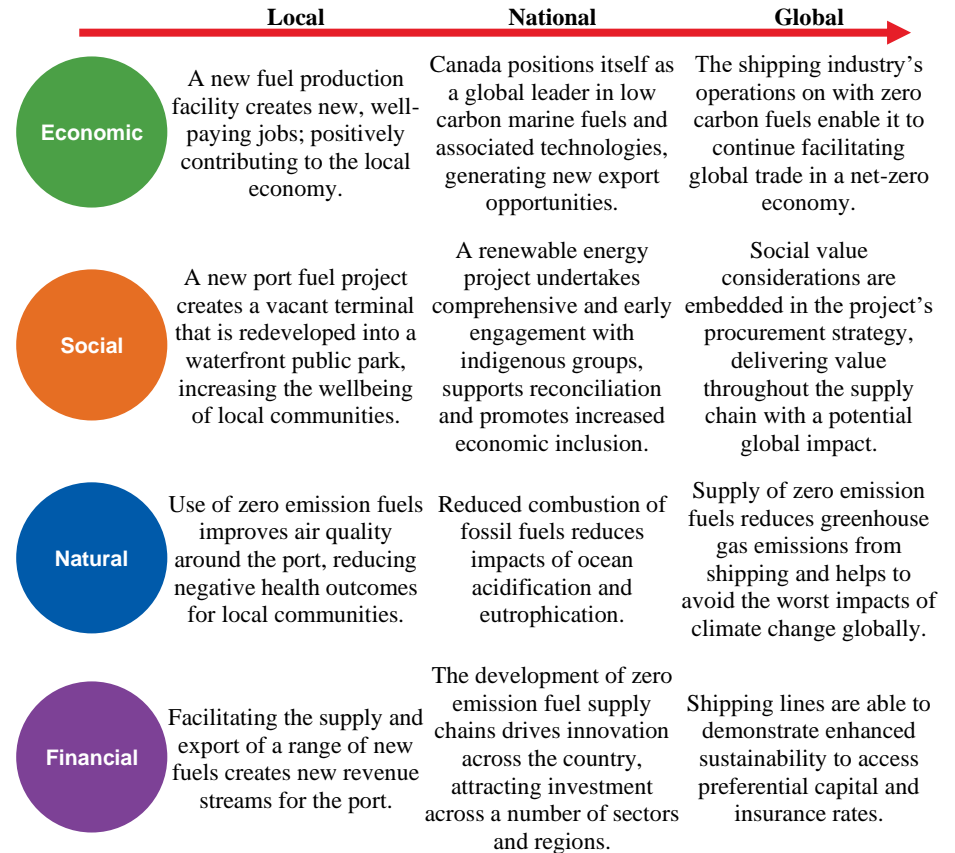 Local
National
Global
Economic
A new fuel production
facility creates new, well-
paying jobs; positively
contributing to the local
economy.
Canada positions itself as
a global leader in low
carbon marine fuels and
associated technologies,
generating new export
opportunities.
The shipping industry's
operations on with zero
carbon fuels enable it to
continue facilitating
global trade in a net-zero
economy.
Social
A new port fuel project
creates a vacant terminal
that is redeveloped into a
waterfront public park,
increasing the wellbeing
of local communities.
A renewable energy
project undertakes
comprehensive and early
engagement with
indigenous groups,
supports reconciliation
and promotes increased
economic inclusion.
Social value
considerations are
embedded in the project's
procurement strategy,
delivering value
throughout the supply
chain with a potential
global impact.
Natural
Use of zero emission fuels
improves air quality
around the port, reducing
negative health outcomes
for local communities.
Reduced combustion of
fossil fuels reduces
impacts of ocean
acidification and
eutrophication.
Supply of zero emission
fuels reduces greenhouse
gas emissions from
shipping and helps to
avoid the worst impacts of
climate change globally.
Financial
Facilitating the supply and
export of a range of new
fuels creates new revenue
streams for the port.
The development of zero
emission fuel supply
chains drives innovation
across the country,
attracting investment
across a number of sectors
and regions.
Shipping lines are able to
demonstrate enhanced
sustainability to access
preferential capital and
insurance rates.